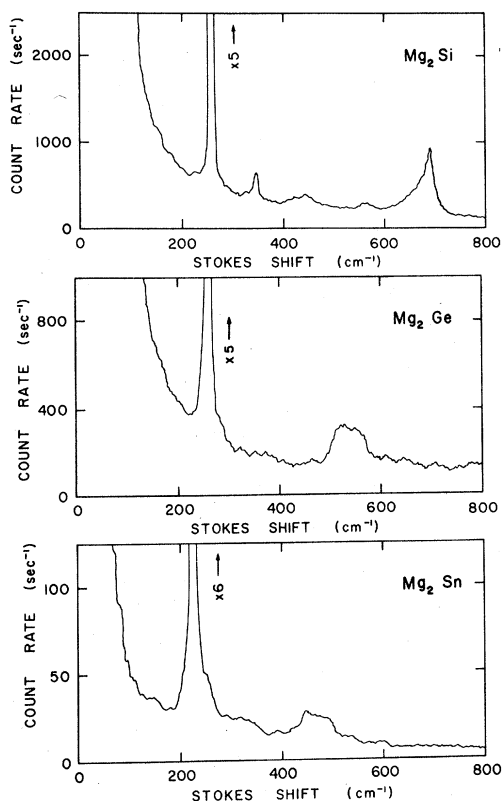 COUNT RATE (sec⁻¹)
2000
1000
0
x5
Mg₂ Si
0 200 400 600 800
STOKES SHIFT (cm⁻¹)
COUNT RATE (sec⁻¹)
800
400
0
x5
Mg₂ Ge
0 200 400 600 800
STOKES SHIFT (cm⁻¹)
COUNT RATE (sec⁻¹)
100
50
0
x6
Mg₂ Sn
0 200 400 600 800
STOKES SHIFT (cm⁻¹)